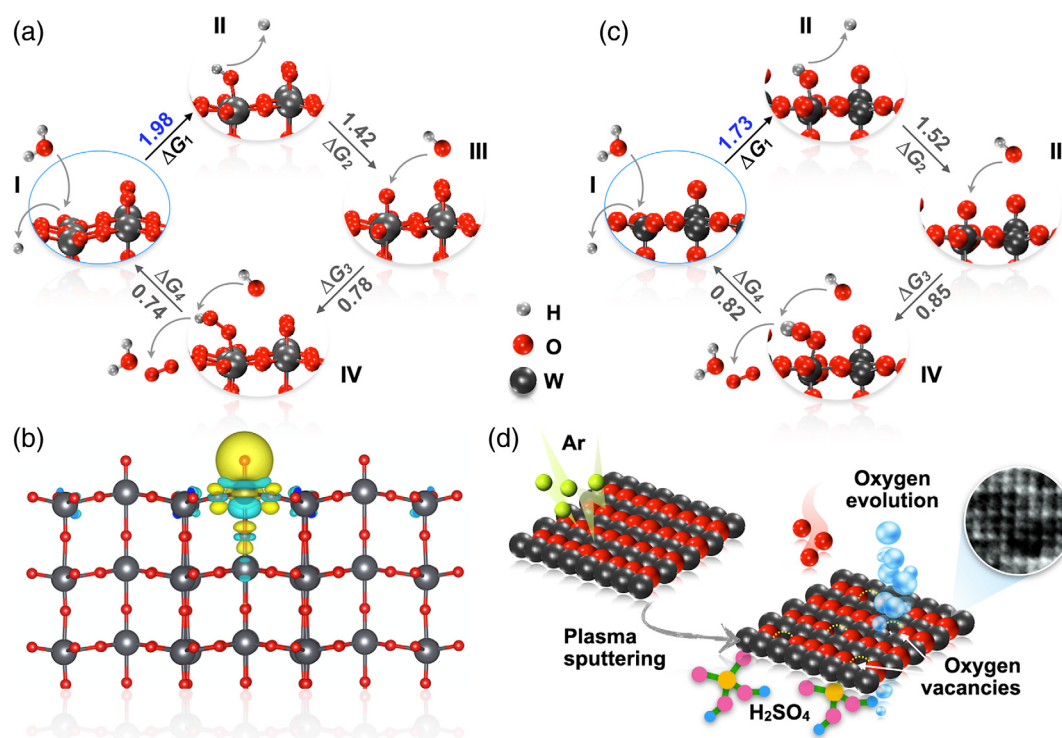 (a)
II
1.98
ΔG₁
1.42
ΔG₂
III
I
ΔG₄
0.74
ΔG₃
0.78
IV
(c)
II
1.73
ΔG₁
1.52
ΔG₂
II
I
ΔG₄
0.82
ΔG₃
0.85
IV
H
O
W
(b)
(d)
Ar
Oxygen
evolution
Plasma
sputtering
H₂SO₄
Oxygen
vacancies